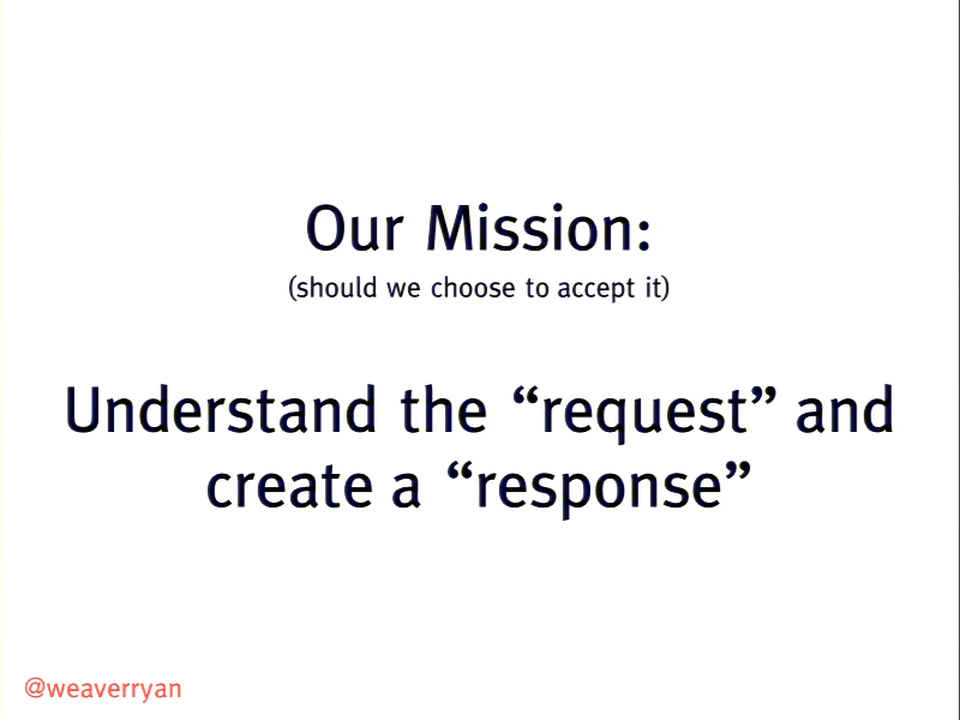 Our Mission:
(should we choose to accept it)
Understand the “request” and
create a “response”
@weaverryan